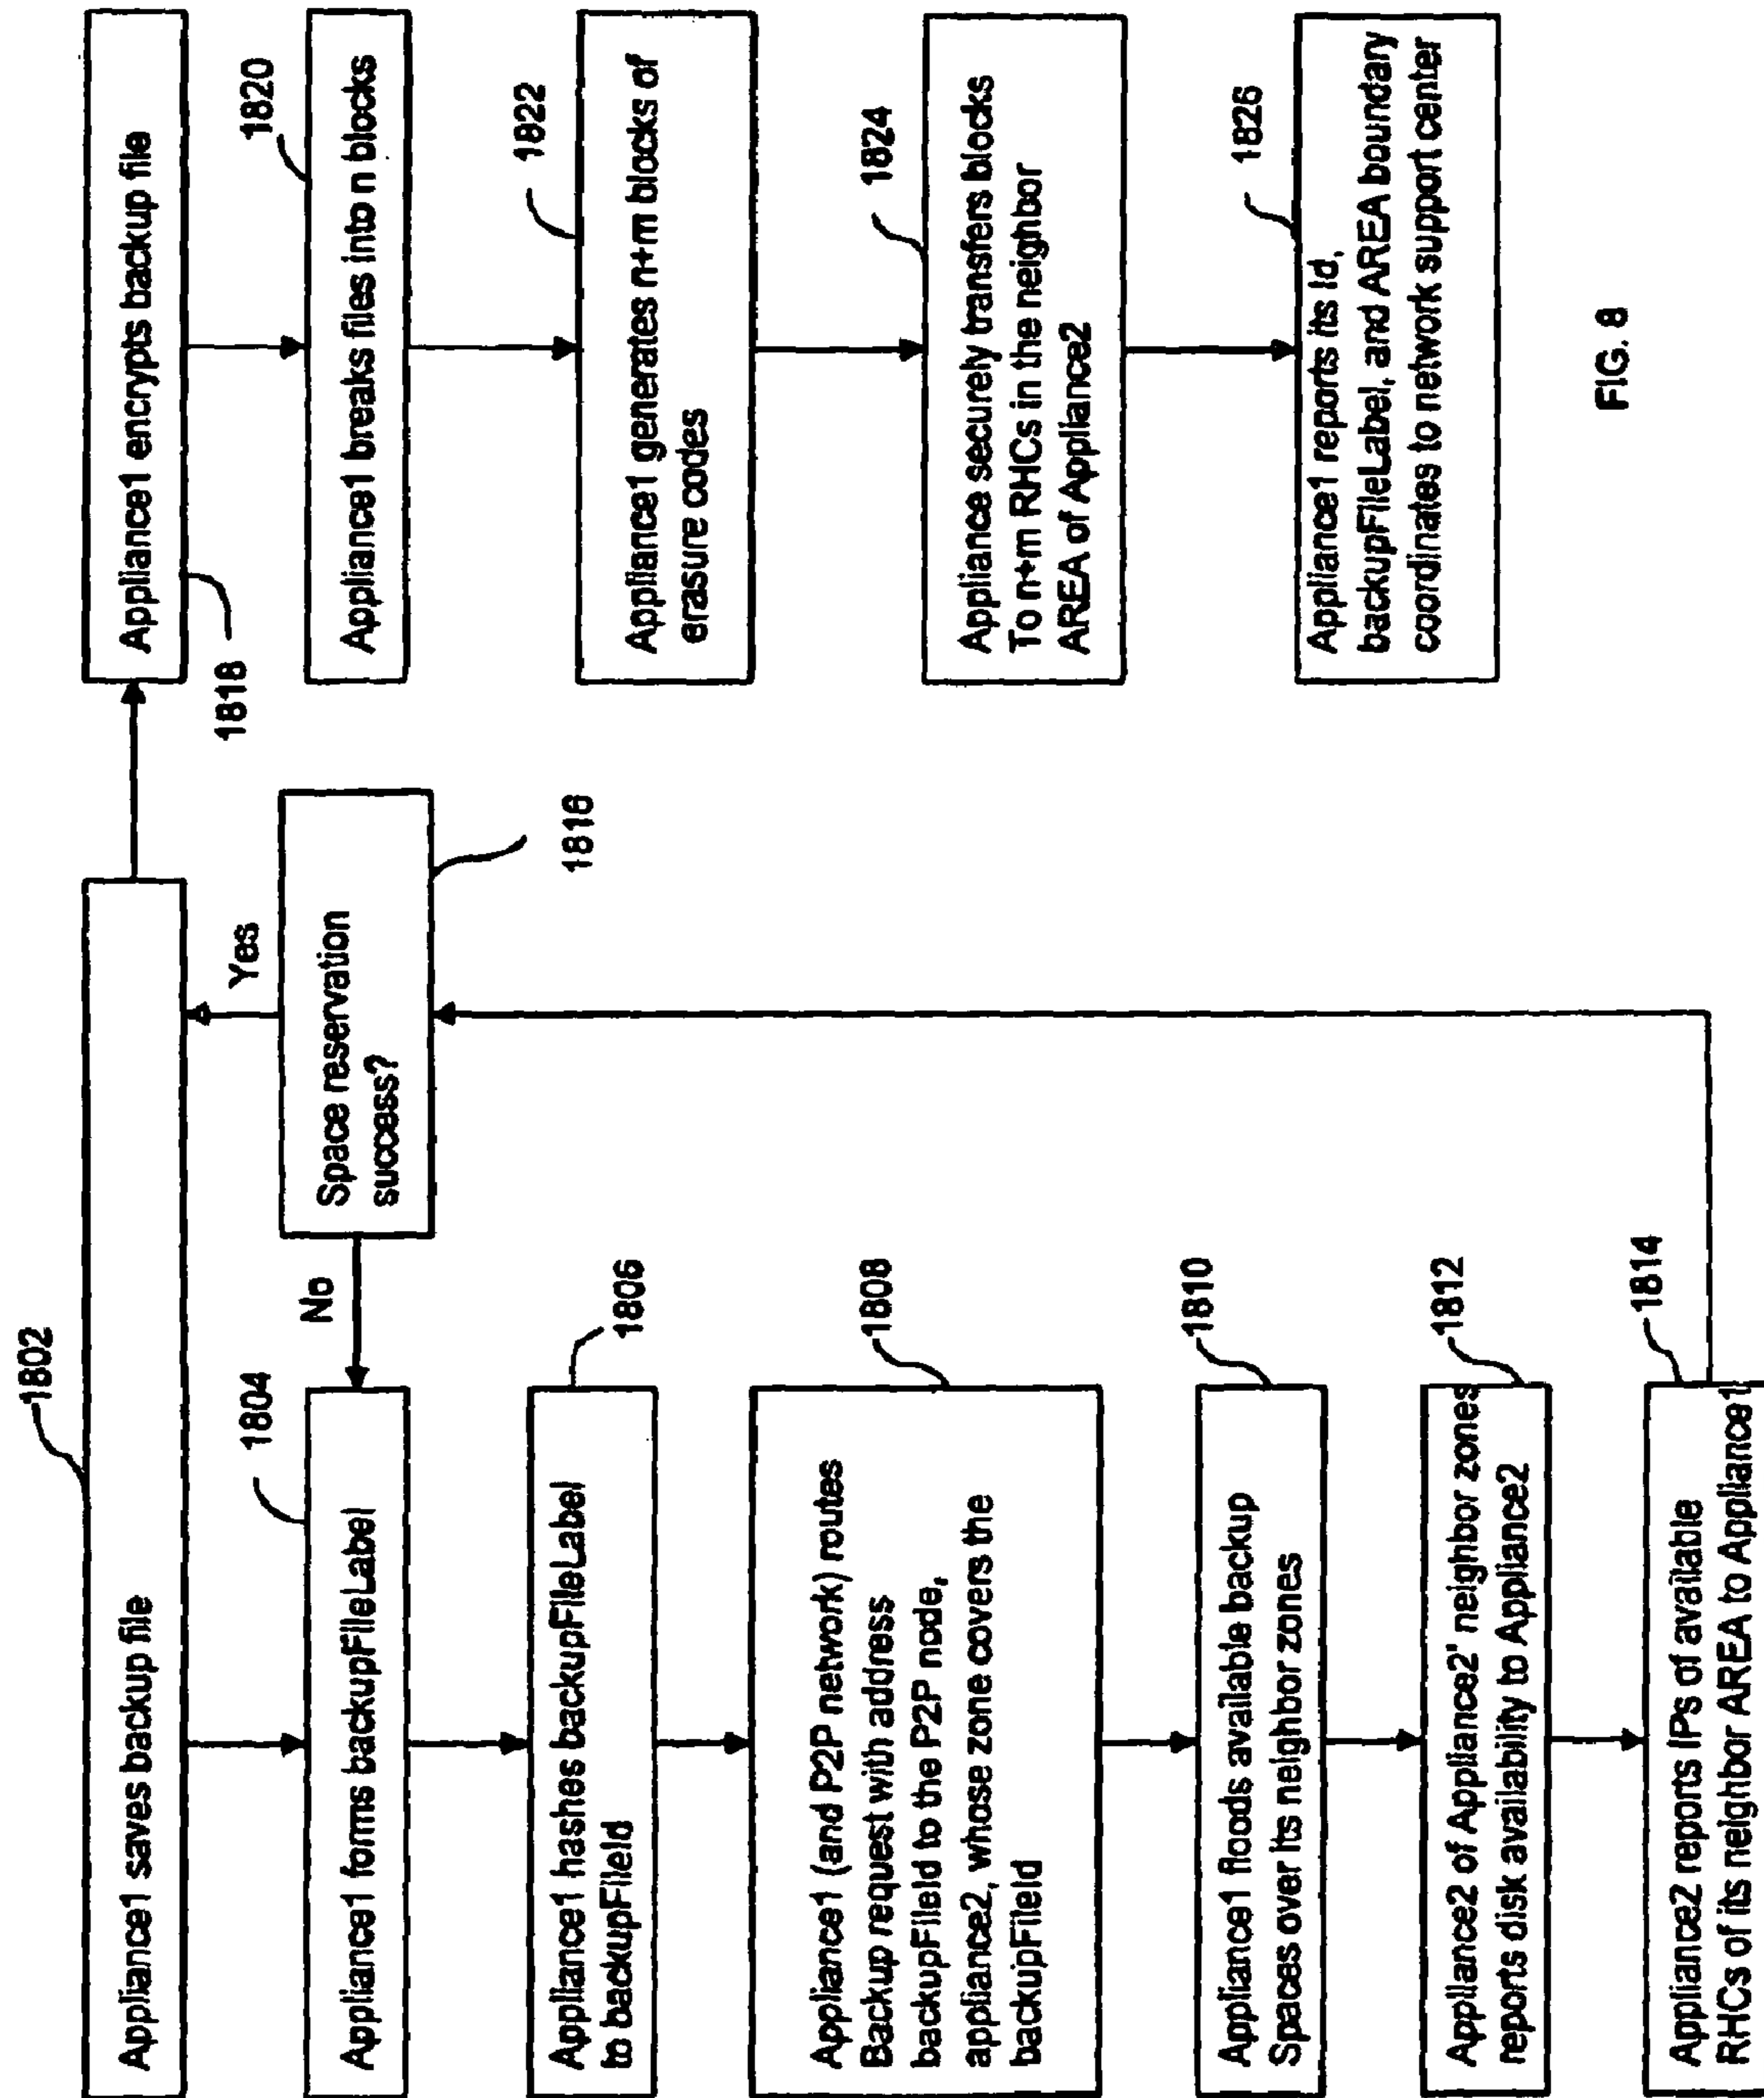 1802
Appliance1 saves backup file
1804
Appliance1 forms backupFileLabel
1806
Appliance1 hashes backupFileLabel
to backupFileId
1808
Appliance1 (and P2P network) routes
Backup request with address
backupFileId to the P2P node,
appliance2, whose zone covers the
backupFileId
1810
Appliance1 floods available backup
Spaces over its neighbor zones
1812
Appliance2 of Appliance2' neighbor zones
reports disk availability to Appliance2
1814
Appliance2 reports IPs of available
RHCs of its neighbor AREA to Appliance1
No
Yes
Space reservation
success?
1816
1818
Appliance1 encrypts backup file
1820
Appliance1 breaks files into n blocks
1822
Appliance1 generates n+m blocks of
erasure codes
1824
Appliance securely transfers blocks
To n+m RHCs in the neighbor
AREA of Appliance2
1826
Appliance1 reports its Id,
backupFileLabel, and AREA boundary
coordinates to network support center
FIG. 8